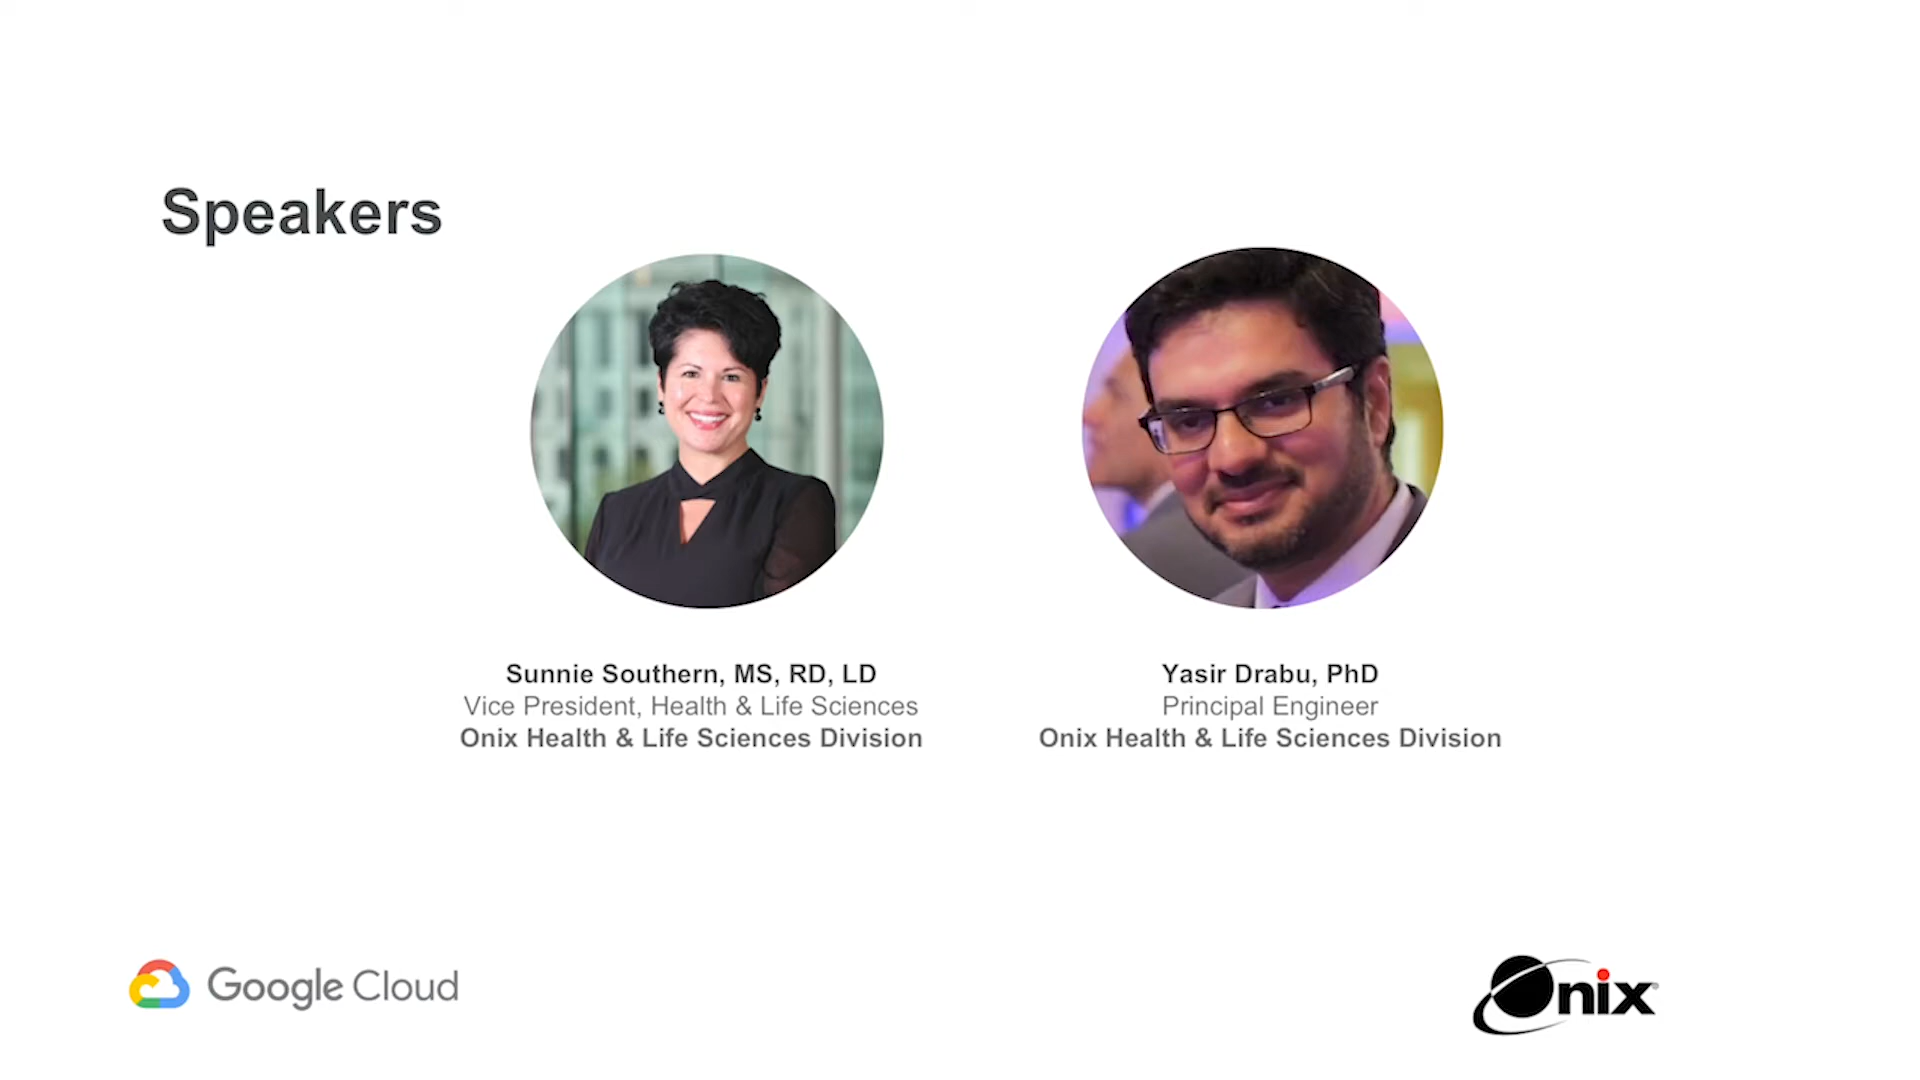 Speakers
Sunnie Southern, MS, RD, LD
Vice President, Health & Life Sciences
Onix Health & Life Sciences Division
Yasir Drabu, PhD
Principal Engineer
Onix Health & Life Sciences Division
Google Cloud
Onix®